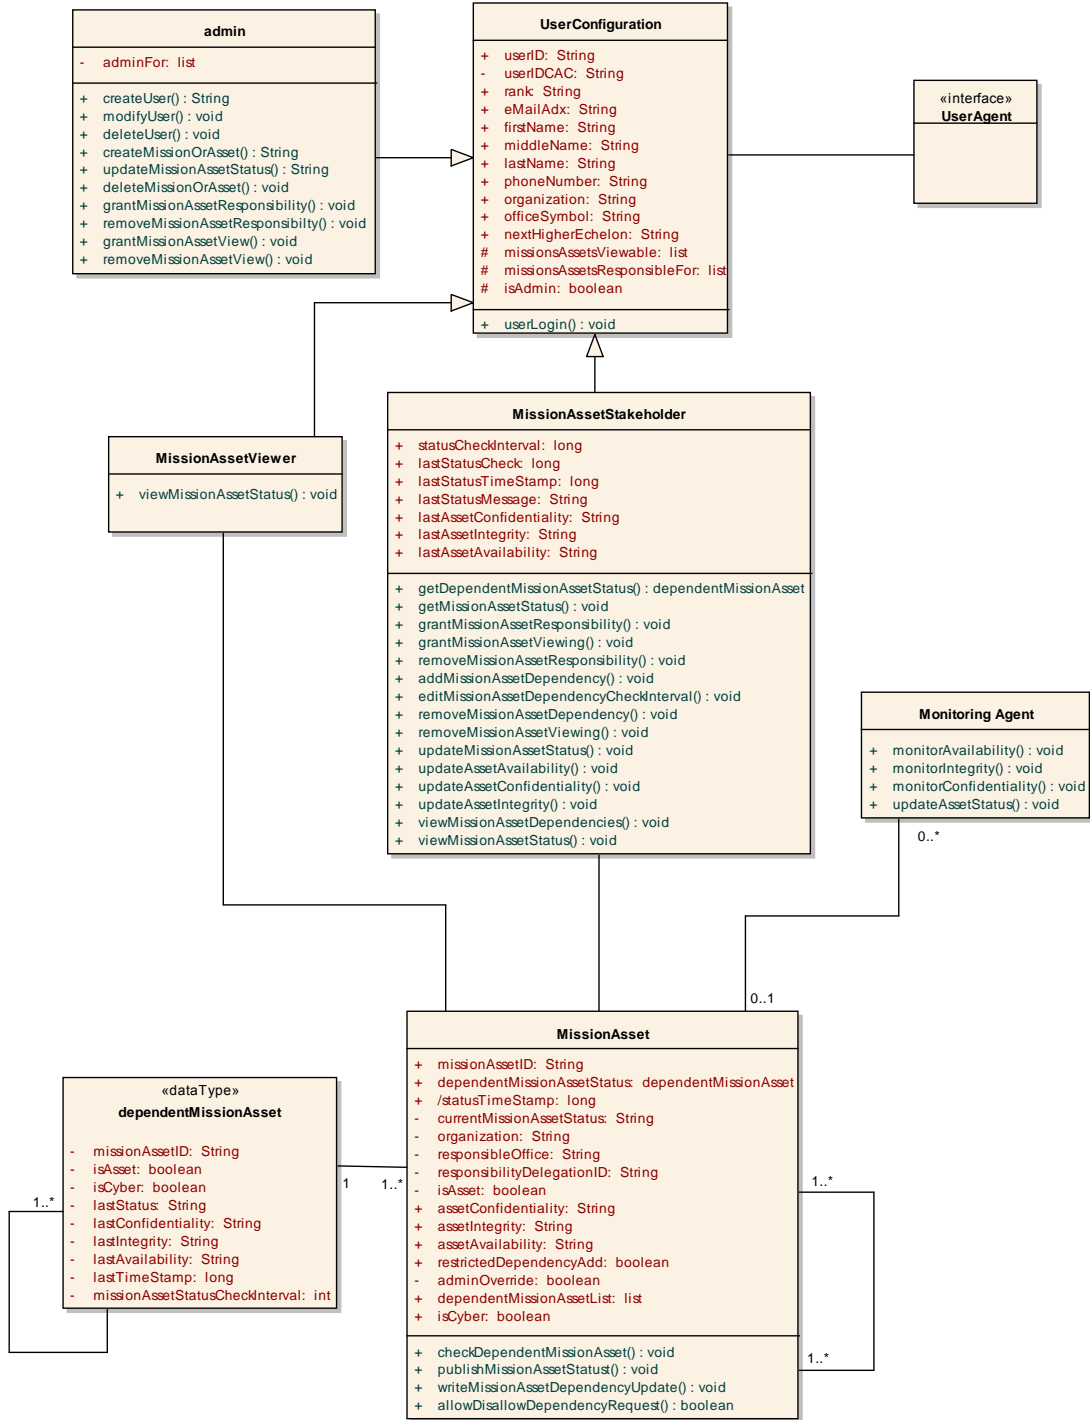 admin
- adminFor: list
+ createUser() : String
+ modifyUser() : void
+ deleteUser() : void
+ createMissionOrAsset() : String
+ updateMissionAssetStatus() : String
+ deleteMissionOrAsset() : void
+ grantMissionAssetResponsibility() : void
+ removeMissionAssetResponsibilty() : void
+ grantMissionAssetView() : void
+ removeMissionAssetView() : void
UserConfiguration
+ userID: String
- userIDCAC: String
+ rank: String
+ eMailAdx: String
+ firstName: String
+ middleName: String
+ lastName: String
+ phoneNumber: String
+ organization: String
+ officeSymbol: String
+ nextHigherEchelon: String
# missionsAssetsViewable: list
# missionsAssetsResponsibleFor: list
# isAdmin: boolean
+ userLogin() : void
«interface»
UserAgent
MissionAssetViewer
+ viewMissionAssetStatus() : void
MissionAssetStakeholder
+ statusCheckInterval: long
+ lastStatusCheck: long
+ lastStatusTimeStamp: long
+ lastStatusMessage: String
+ lastAssetConfidentiality: String
+ lastAssetIntegrity: String
+ lastAssetAvailability: String
+ getDependentMissionAssetStatus() : dependentMissionAsset
+ getMissionAssetStatus() : void
+ grantMissionAssetResponsibility() : void
+ grantMissionAssetViewing() : void
+ removeMissionAssetResponsibility() : void
+ addMissionAssetDependency() : void
+ editMissionAssetDependencyCheckInterval() : void
+ removeMissionAssetDependency() : void
+ removeMissionAssetViewing() : void
+ updateMissionAssetStatus() : void
+ updateAssetAvailability() : void
+ updateAssetConfidentiality() : void
+ updateAssetIntegrity() : void
+ viewMissionAssetDependencies() : void
+ viewMissionAssetStatus() : void
Monitoring Agent
+ monitorAvailability() : void
+ monitorIntegrity() : void
+ monitorConfidentiality() : void
+ updateAssetStatus() : void
0..*
0..1
MissionAsset
+ missionAssetID: String
+ dependentMissionAssetStatus: dependentMissionAsset
+ /statusTimeStamp: long
- currentMissionAssetStatus: String
- organization: String
- responsibleOffice: String
- responsibilityDelegationID: String
- isAsset: boolean
+ assetConfidentiality: String
+ assetIntegrity: String
+ assetAvailability: String
+ restrictedDependencyAdd: boolean
- adminOverride: boolean
+ dependentMissionAssetList: list
+ isCyber: boolean
+ checkDependentMissionAsset() : void
+ publishMissionAssetStatust() : void
+ writeMissionAssetDependencyUpdate() : void
+ allowDisallowDependencyRequest() : boolean
1..*
1..*
«dataType»
dependentMissionAsset
- missionAssetID: String
- isAsset: boolean
- isCyber: boolean
- lastStatus: String
- lastConfidentiality: String
- lastIntegrity: String
- lastAvailability: String
- lastTimeStamp: long
- missionAssetStatusCheckInterval: int
1..*
1
1..*